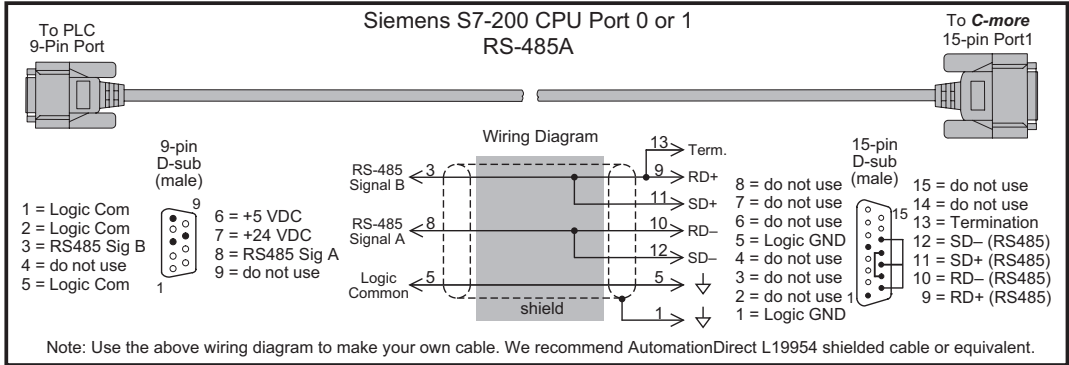 Siemens S7-200 CPU Port 0 or 1
RS-485A
To PLC
9-Pin Port
To C-more
15-pin Port1
9-pin
D-sub
(male)
9
1
1 = Logic Com
2 = Logic Com
3 = RS485 Sig B
4 = do not use
5 = Logic Com
6 = +5 VDC
7 = +24 VDC
8 = RS485 Sig A
9 = do not use
Wiring Diagram
13 Term.
RS-485
Signal B
3 9 RD+
11 SD+
RS-485
Signal A
8 10 RD–
12 SD–
Logic
Common
5 5
shield
1
8 = do not use
7 = do not use
6 = do not use
5 = Logic GND
4 = do not use
3 = do not use
2 = do not use
1 = Logic GND
15-pin
D-sub
(male)
15
1
15 = do not use
14 = do not use
13 = Termination
12 = SD– (RS485)
11 = SD+ (RS485)
10 = RD– (RS485)
9 = RD+ (RS485)
Note: Use the above wiring diagram to make your own cable. We recommend AutomationDirect L19954 shielded cable or equivalent.